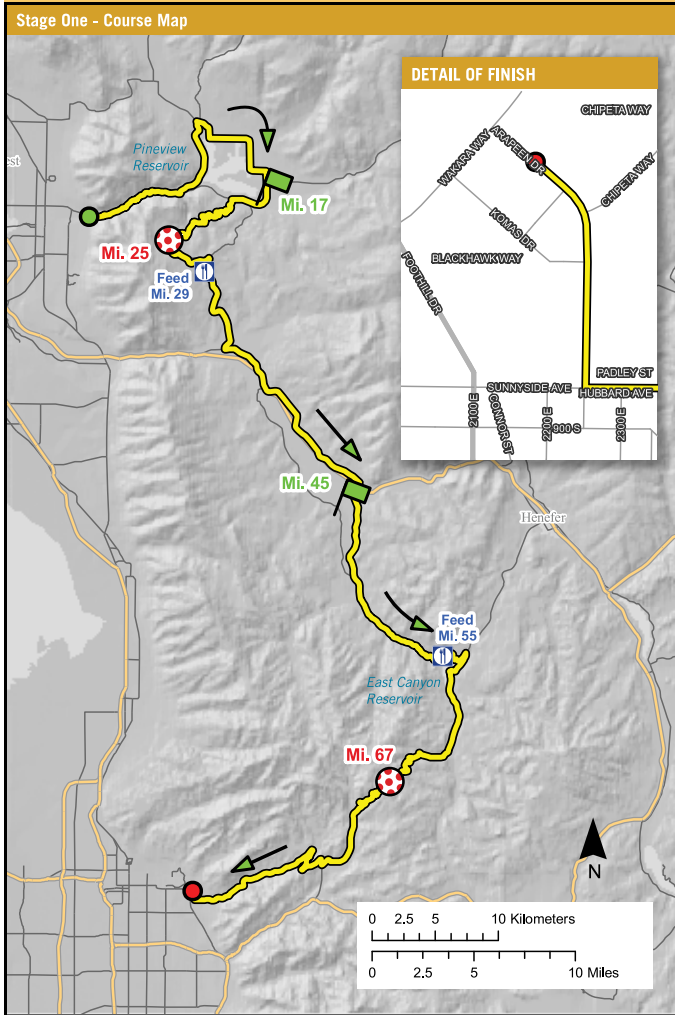 Stage One - Course Map
DETAIL OF FINISH
CHIPETA WAY
WAKARA WAY
ARAPEEN DR
CHIPETA WAY
KOMAS DR
BLACKHAWK WAY
FOOTHILL DR
PADLEY ST
SUNNYSIDE AVE
HUBBARD AVE
2100 E
CONNOR ST
2200 E
900 S
2300 E
Pineview
Reservoir
est
Mi. 17
Mi. 25
Feed
Mi. 29
Mi. 45
Henefer
Feed
Mi. 55
East Canyon
Reservoir
Mi. 67
N
0 2.5 5 10 Kilometers
0 2.5 5 10 Miles